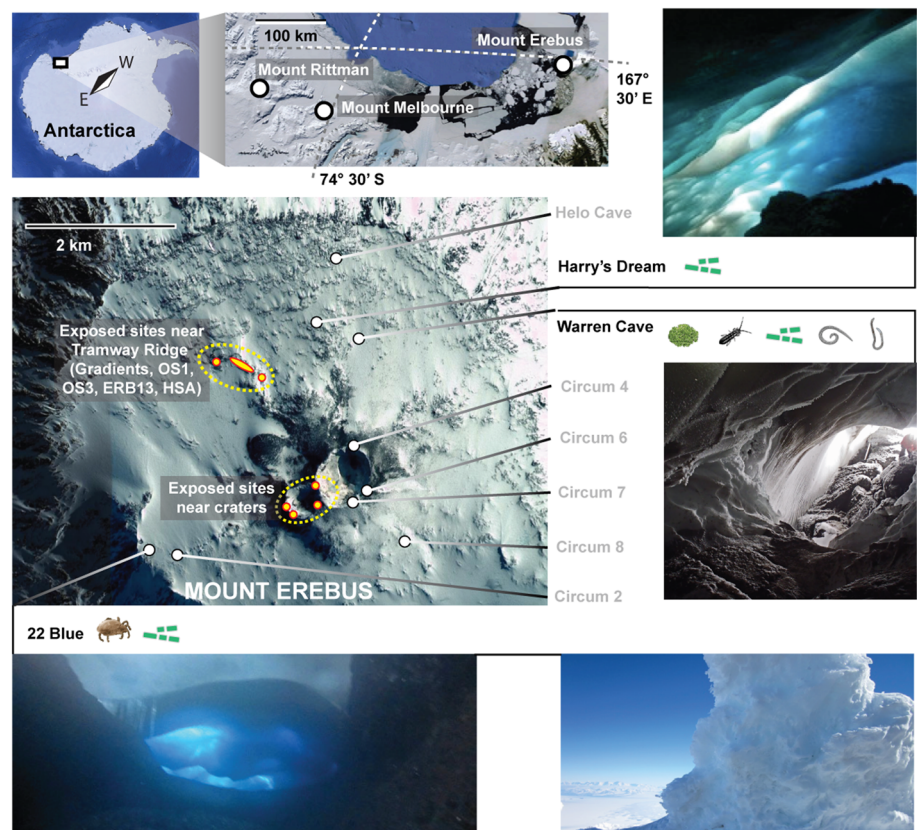 100 km
Mount Erebus
W
E
Mount Rittman
Mount Melbourne
167°
30’ E
Antarctica
74° 30’ S
2 km
Helo Cave
Harry’s Dream
Warren Cave
Exposed sites near
Tramway Ridge
(Gradients, OS1,
OS3, ERB13, HSA)
Circum 4
Circum 6
Exposed sites
near craters
Circum 7
Circum 8
MOUNT EREBUS
Circum 2
22 Blue